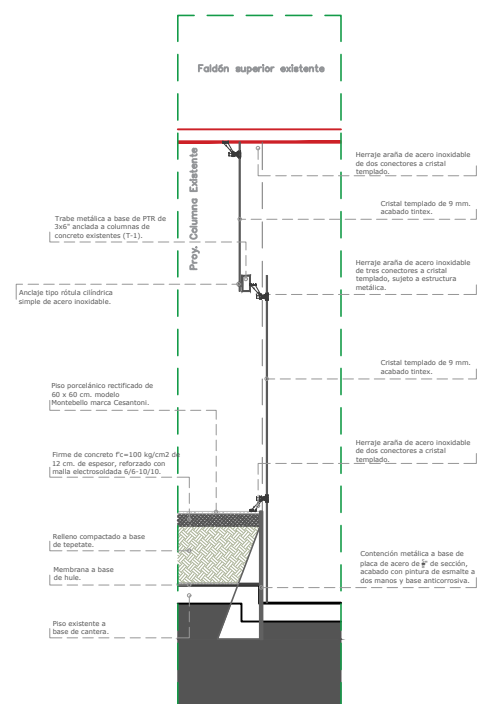 Faldón superior existente
Proy. Columna Existente
Trabe metálica a base de PTR de
3x6" anclada a columnas de
concreto existentes (T-1).
Anclaje tipo rótula cilíndrica
simple de acero inoxidable.
Piso porcelánico rectificado de
60 x 60 cm. modelo
Montebello marca Cesantoni.
Firme de concreto f'c=100 kg/cm2 de
12 cm. de espesor, reforzado con
malla electrosoldada 6/6-10/10.
Relleno compactado a base
de tepetate.
Membrana a base
de hule.
Piso existente a
base de cantera.
Herraje araña de acero inoxidable
de dos conectores a cristal
templado.
Cristal templado de 9 mm.
acabado tintex.
Herraje araña de acero inoxidable
de tres conectores a cristal
templado, sujeto a estructura
metálica.
Cristal templado de 9 mm.
acabado tintex.
Herraje araña de acero inoxidable
de dos conectores a cristal
templado.
Contención metálica a base de
placa de acero de de sección,
acabado con pintura de esmalte a
dos manos y base anticorrosiva.